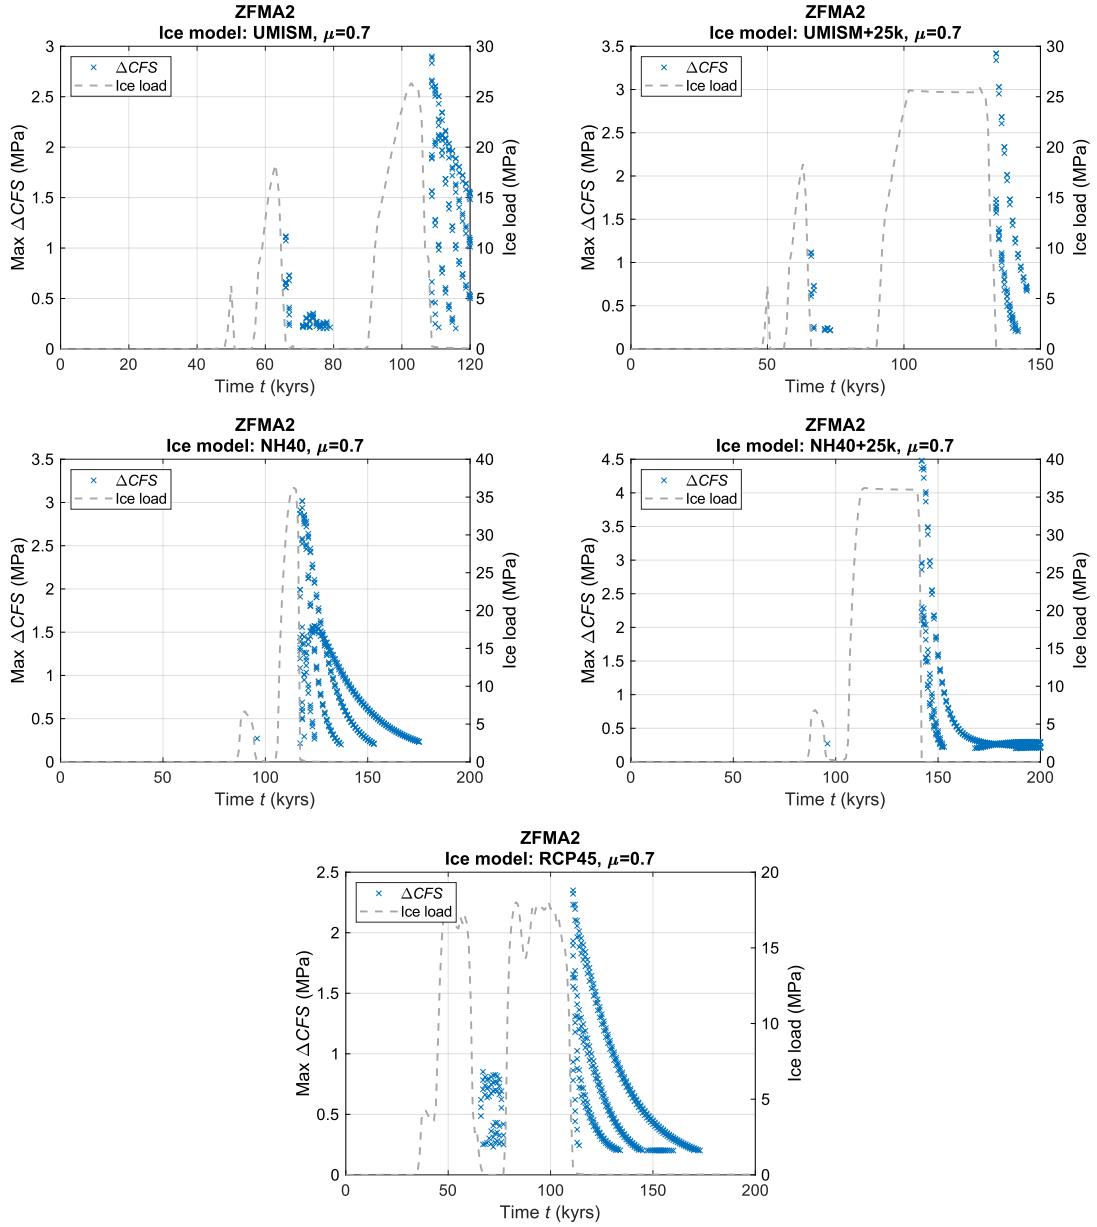 ZFMA2
Ice model: UMISM, μ=0.7
3
2.5
2
1.5
1
0.5
0
Max ΔCFS (MPa)
ΔCFS
Ice load
30
25
20
15
10
5
0
Ice load (MPa)
0 20 40 60 80 100 120
Time t (kyrs)
ZFMA2
Ice model: UMISM+25k, μ=0.7
3.5
3
2.5
2
1.5
1
0.5
0
Max ΔCFS (MPa)
ΔCFS
Ice load
30
25
20
15
10
5
0
Ice load (MPa)
0 50 100 150
Time t (kyrs)
ZFMA2
Ice model: NH40, μ=0.7
3.5
3
2.5
2
1.5
1
0.5
0
Max ΔCFS (MPa)
ΔCFS
Ice load
40
35
30
25
20
15
10
5
0
Ice load (MPa)
0 50 100 150 200
Time t (kyrs)
ZFMA2
Ice model: NH40+25k, μ=0.7
4.5
4
3.5
3
2.5
2
1.5
1
0.5
0
Max ΔCFS (MPa)
ΔCFS
Ice load
40
35
30
25
20
15
10
5
0
Ice load (MPa)
0 50 100 150 200
Time t (kyrs)
ZFMA2
Ice model: RCP45, μ=0.7
2.5
2
1.5
1
0.5
0
Max ΔCFS (MPa)
ΔCFS
Ice load
20
15
10
5
0
Ice load (MPa)
0 50 100 150 200
Time t (kyrs)